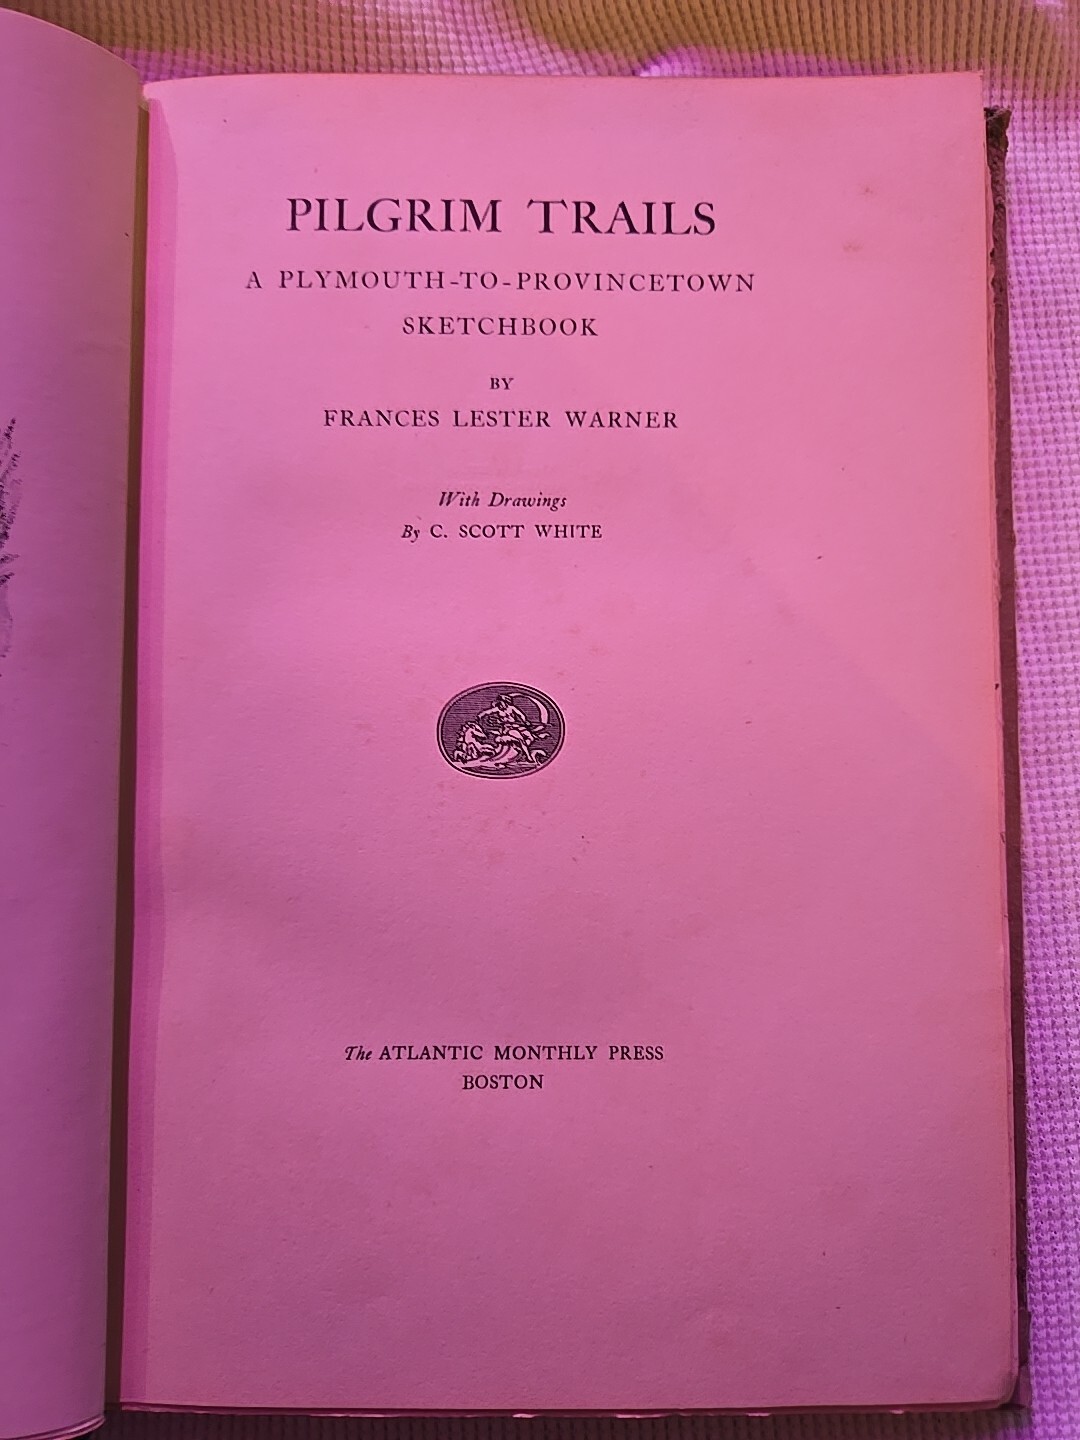 PILGRIM TRAILS
A PLYMOUTH-TO-PROVINCETOWN
SKETCHBOOK
BY
FRANCES LESTER WARNER
With Drawings
By C. SCOTT WHITE
The ATLANTIC MONTHLY PRESS
BOSTON